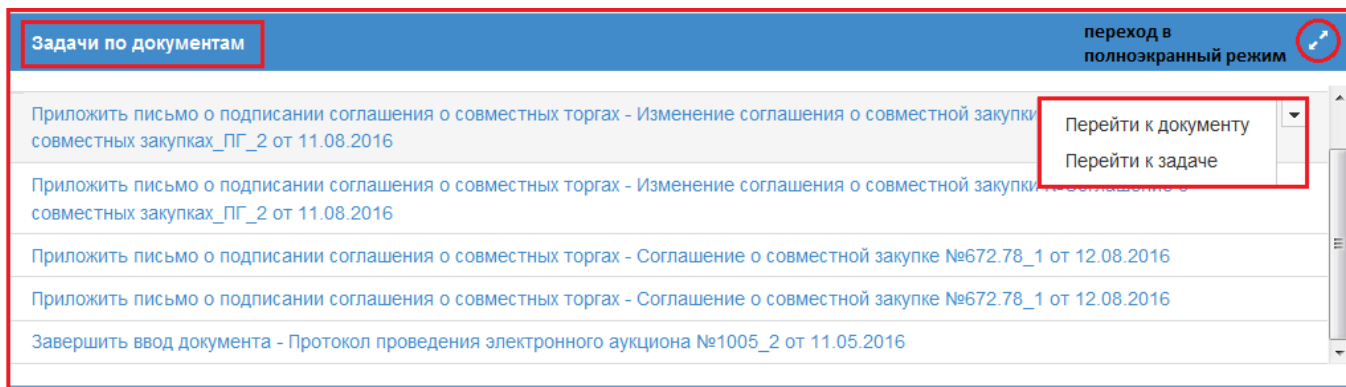 Задачи по документам
переход в
полноэкранный режим
Приложить письмо о подписании соглашения о совместных торгах - Изменение соглашения о совместной закупки
совместных закупках_ПГ_2 от 11.08.2016
Перейти к документу
Перейти к задаче
Приложить письмо о подписании соглашения о совместных торгах - Изменение соглашения о совместной закупки
совместных закупках_ПГ_2 от 11.08.2016
Приложить письмо о подписании соглашения о совместных торгах - Соглашение о совместной закупке №672.78_1 от 12.08.2016
Приложить письмо о подписании соглашения о совместных торгах - Соглашение о совместной закупке №672.78_1 от 12.08.2016
Завершить ввод документа - Протокол проведения электронного аукциона №1005_2 от 11.05.2016